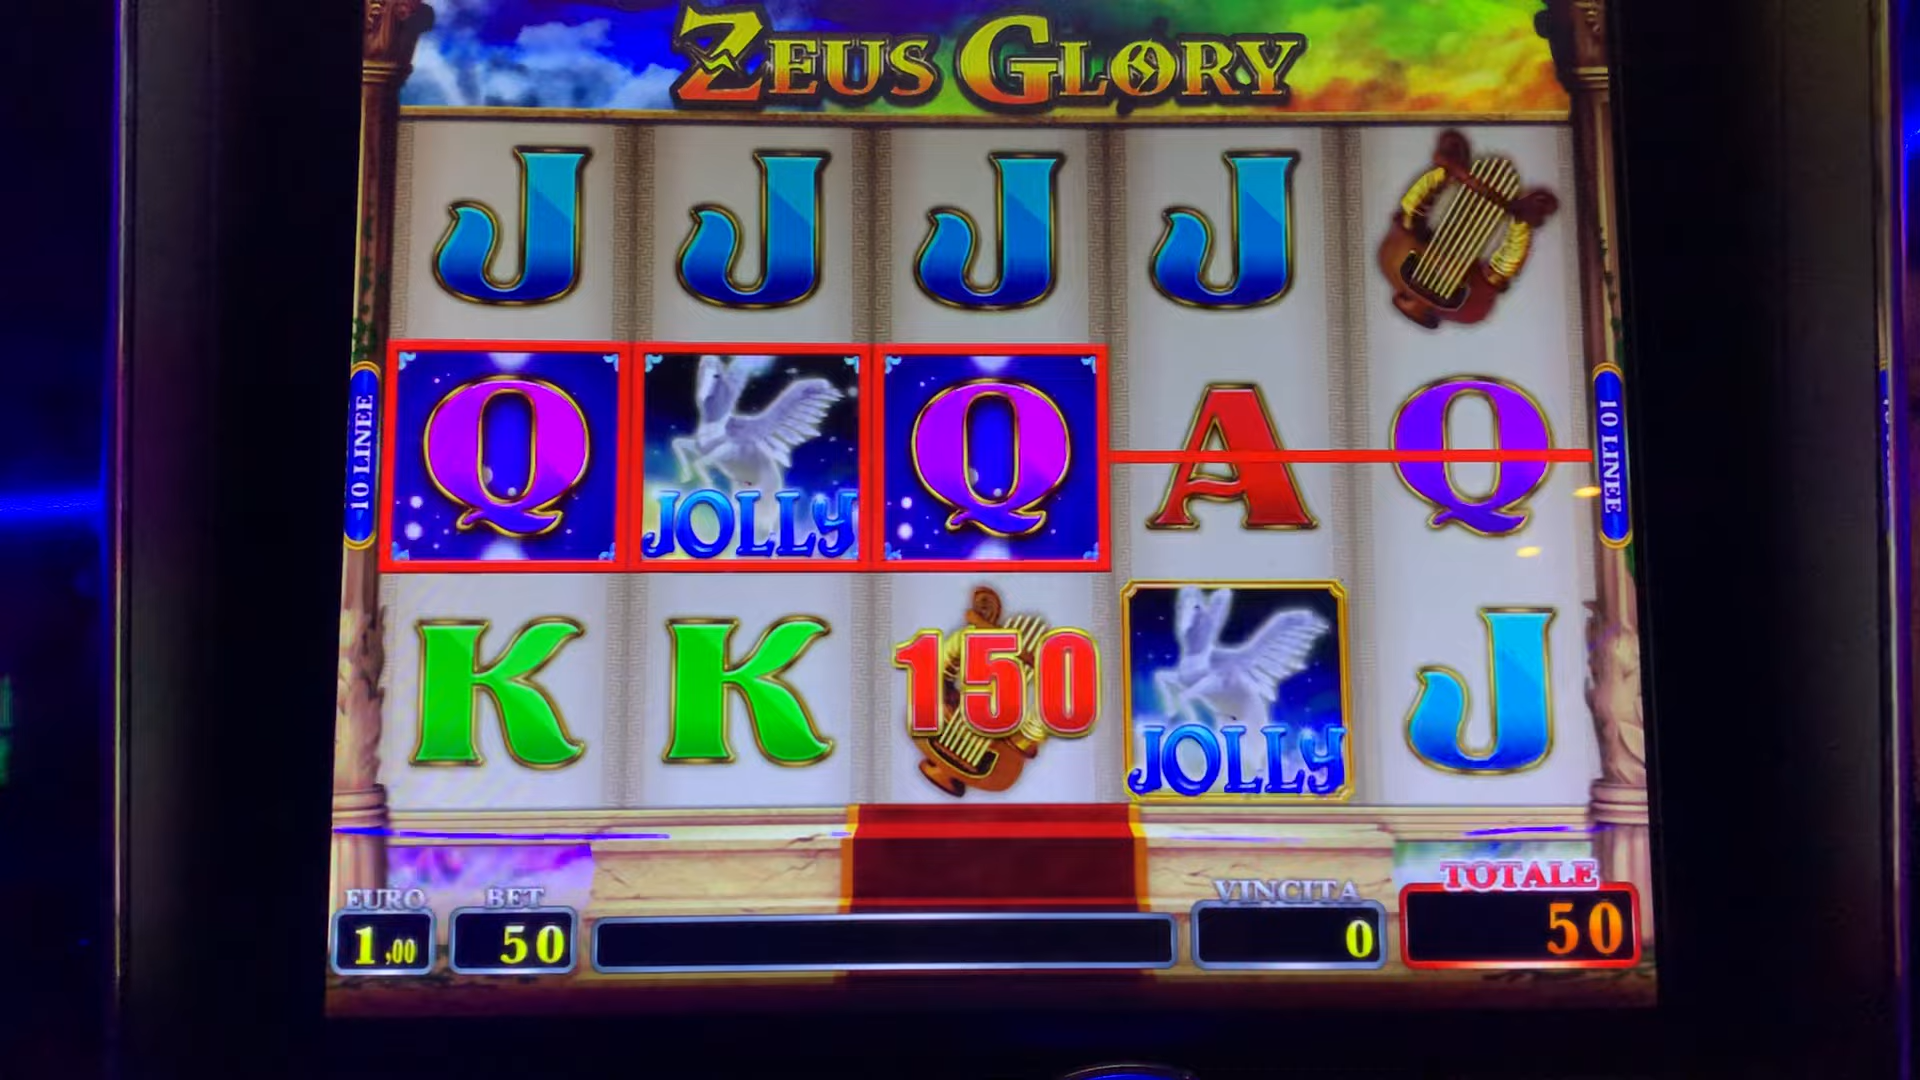 ZEUS GLORY
J J J J
10 LINEE
Q JOLLY Q A Q
10 LINEE
K K 150 JOLLY J
EURO BET VINCITA TOTALE
1,00 50 0 50